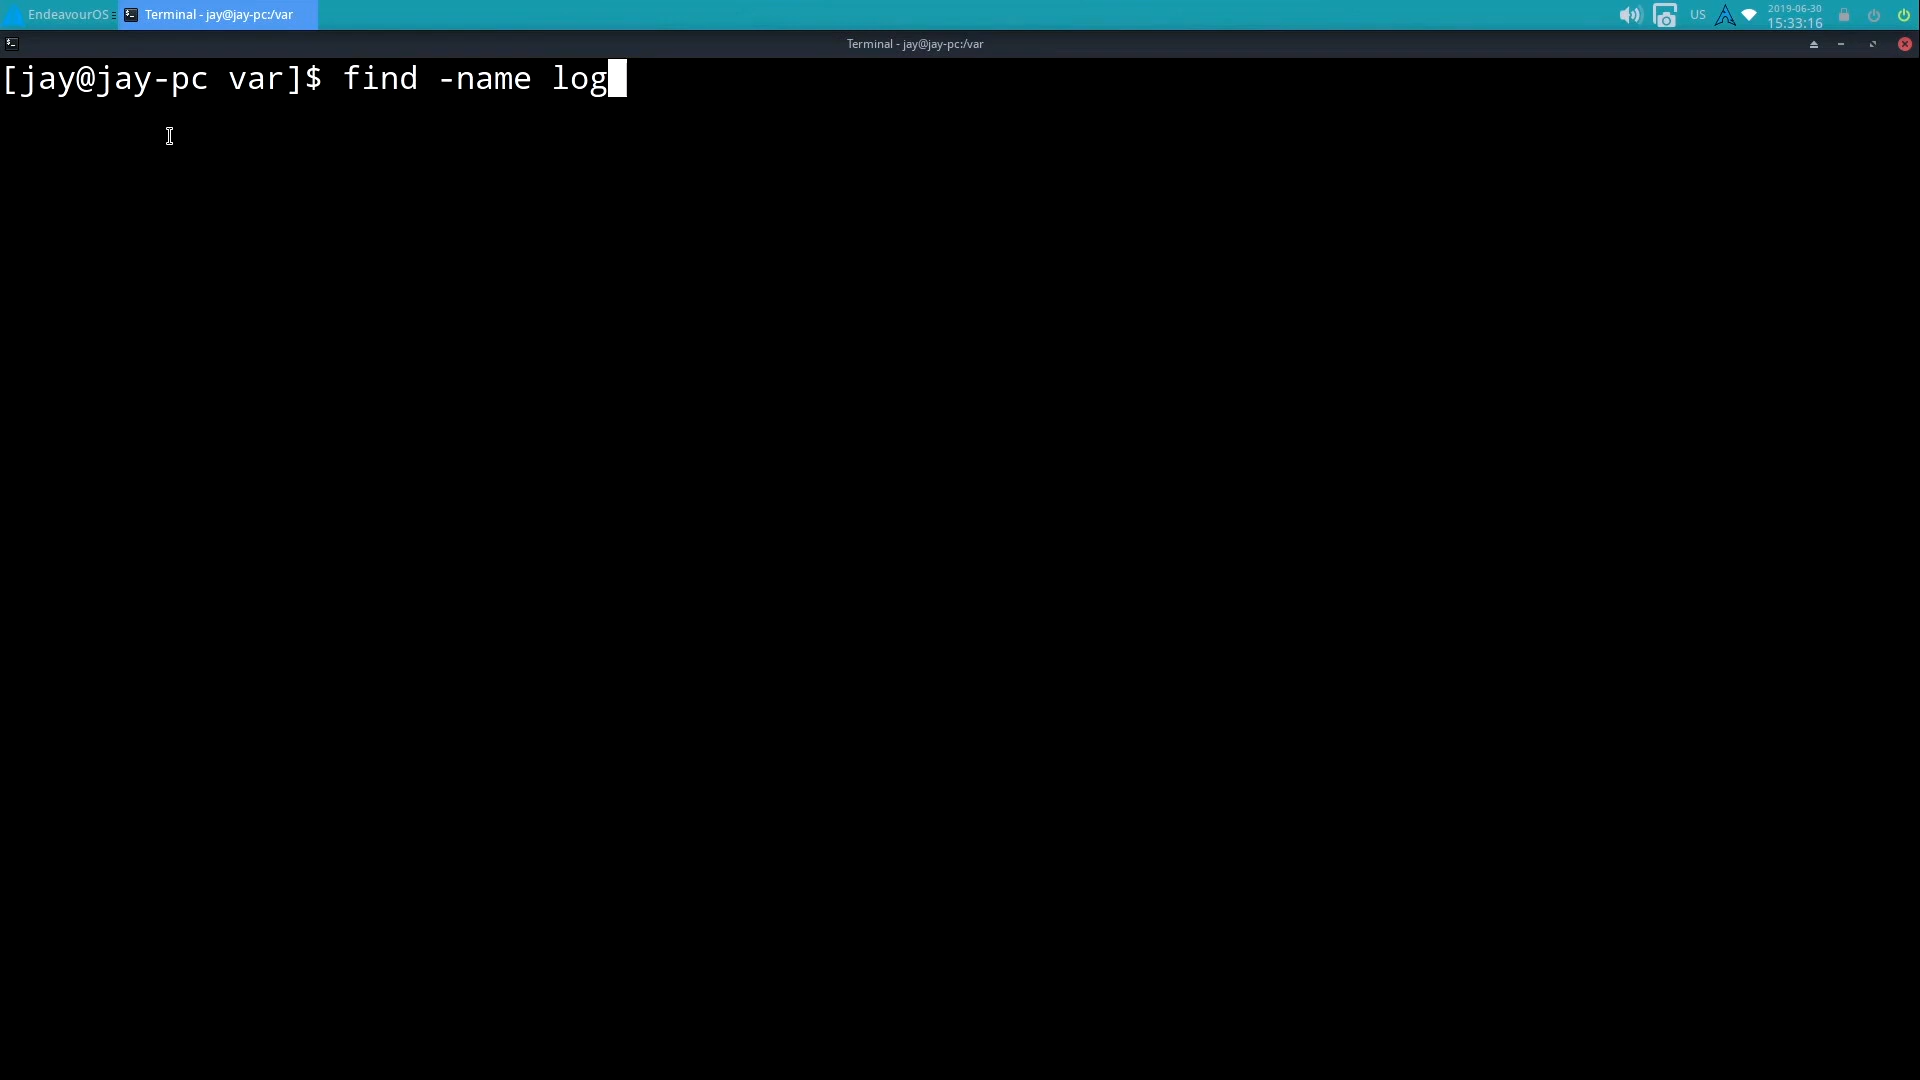 EndeavourOS
Terminal - jay@jay-pc:/var
US
2019-06-30
15:33:16
Terminal - jay@jay-pc:/var
[jay@jay-pc var]$ find -name log